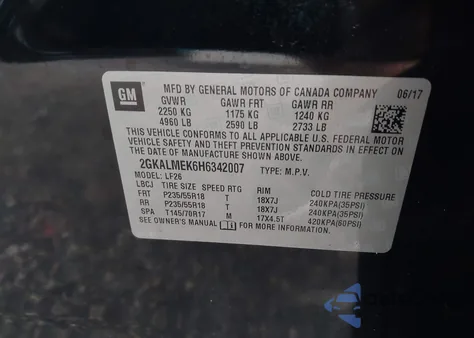 GM
MFD BY GENERAL MOTORS OF CANADA COMPANY 06/17
GVWR GAWR FRT GAWR RR
2250 KG 1175 KG 1240 KG
4960 LB 2590 LB 2733 LB
THIS VEHICLE CONFORMS TO ALL APPLICABLE U.S. FEDERAL MOTOR
VEHICLE SAFETY, BUMPER, AND THEFT PREVENTION STANDARDS
IN EFFECT ON THE DATE OF MANUFACTURE SHOWN ABOVE.
2GKALMEK6H6342007 TYPE: M.P.V.
MODEL: LF26
LBCJ TIRE SIZE SPEED RTG RIM COLD TIRE PRESSURE
FRT P235/55R18 T 18X7J 240KPA(35PSI)
RR P235/55R18 T 18X7J 240KPA(35PSI)
SPA T145/70R17 M 17X4.5T 420KPA(60PSI)
SEE OWNER'S MANUAL FOR MORE INFORMATION